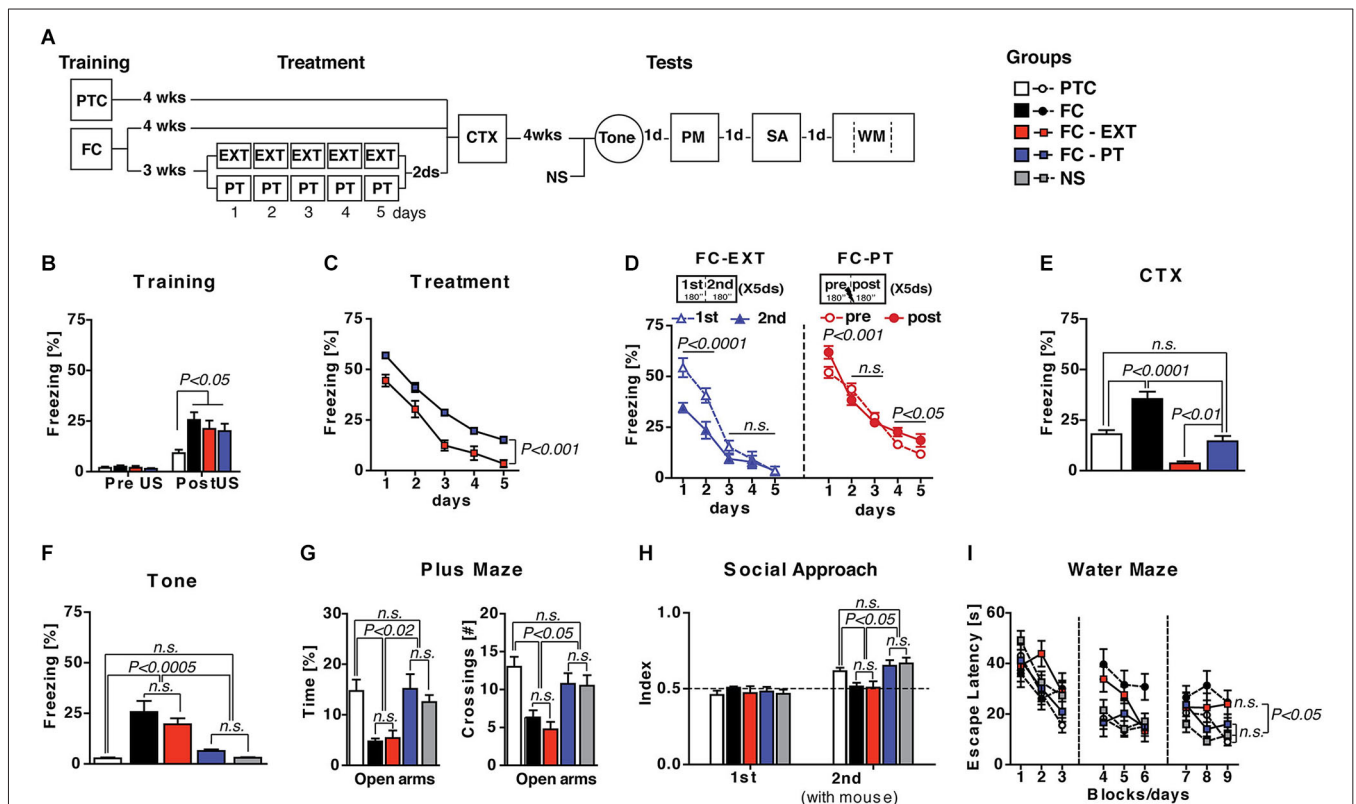 A
Training Treatment Tests Groups
PTC 4 wks
4 wks
FC
3 wks
EXT EXT EXT EXT EXT
PT PT PT PT PT
1 2 3 4 5 days
2ds
CTX 4wks Tone 1d PM 1d SA 1d WM
NS
PTC
FC
FC - EXT
FC - PT
NS
B
Training
Freezing [%]
75
50
25
0
P<0.05
Pre US PostUS
C
Treatment
Freezing [%]
75
50
25
0
P<0.001
1 2 3 4 5
days
D
FC-EXT FC-PT
1st 2nd (X5ds)
180" 180"
pre post (X5ds)
180" 180"
1st 2nd
pre post
Freezing [%]
75
50
25
0
P<0.0001
n.s.
P<0.001
n.s.
P<0.05
1 2 3 4 5 1 2 3 4 5
days days
E
CTX
Freezing [%]
75
50
25
0
n.s.
P<0.0001
P<0.01
F
Tone
Freezing [%]
75
50
25
0
n.s.
P<0.0005
n.s.
n.s.
G
Plus Maze
Time [%]
30
20
10
0
n.s.
P<0.02
n.s.
n.s.
Open arms
Crossings [#]
20
15
10
5
0
n.s.
P<0.05
n.s.
n.s.
Open arms
H
Social Approach
Index
1.0
0.5
0.0
n.s.
P<0.05
n.s.
n.s.
1st 2nd
(with mouse)
I
Water Maze
Escape Latency [s]
60
40
20
0
n.s.
P<0.05
n.s.
1 2 3 4 5 6 7 8 9
Blocks/days